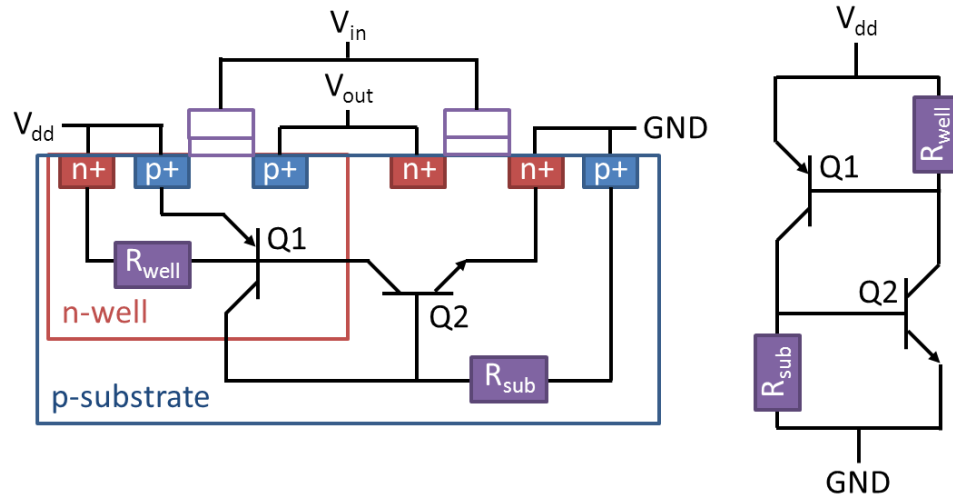 V_in
V_out
V_dd
GND
n+
p+
p+
n+
n+
p+
Q1
R_well
n-well
Q2
R_sub
p-substrate
V_dd
R_well
Q1
Q2
R_sub
GND